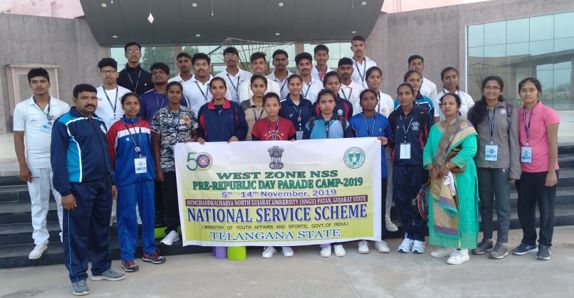 50
WEST ZONE NSS
PRE-REPUBLIC DAY PARADE CAMP-2019
5th - 14th November, 2019
HEMCHANDRACHARYA NORTH GUJARAT UNIVERSITY (HNGU) PATAN, GUJARAT STATE
NATIONAL SERVICE SCHEME
(MINISTRY OF YOUTH AFFAIRS AND SPORTS, GOVT. OF INDIA)
TELANGANA STATE